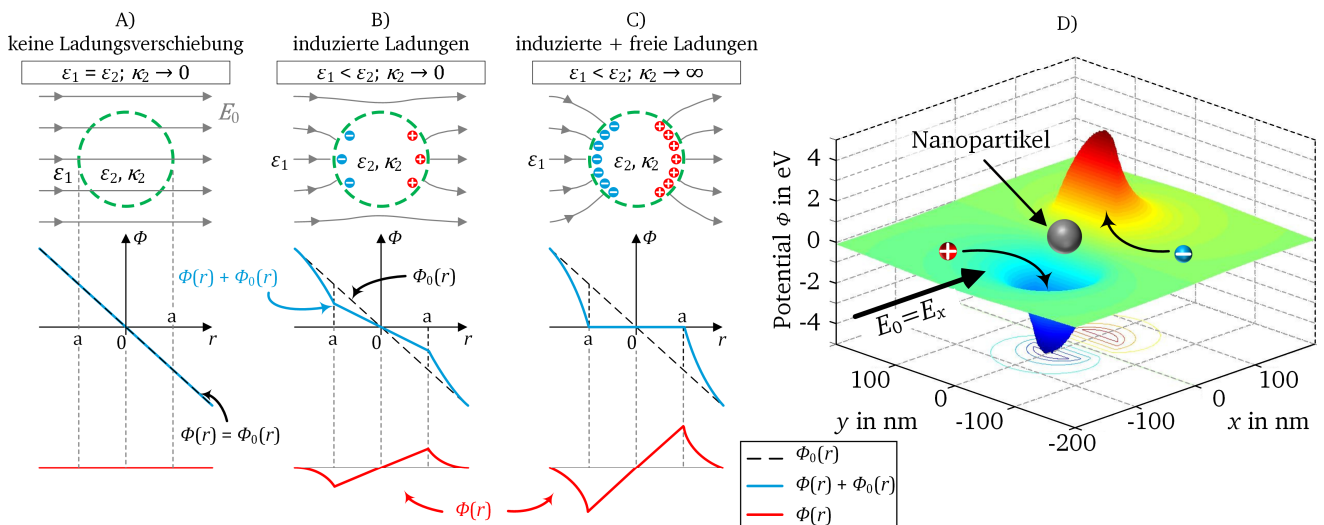 A)
keine Ladungsverschiebung
ε₁ = ε₂; κ₂ → 0
E₀
ε₁
ε₂, κ₂
Φ
a
a
0
r
Φ(r) = Φ₀(r)
B)
induzierte Ladungen
ε₁ < ε₂; κ₂ → 0
ε₁
ε₂, κ₂
Φ
Φ(r) + Φ₀(r)
Φ₀(r)
a
a
0
r
C)
induzierte + freie Ladungen
ε₁ < ε₂; κ₂ → ∞
ε₁
ε₂, κ₂
Φ
a
a
0
r
Φ(r)
Φ₀(r)
Φ(r) + Φ₀(r)
Φ(r)
D)
Nanopartikel
Potential Φ in eV
4
2
0
-2
-4
E₀=Eₓ
100
0
-100
-200
y in nm
-100
0
100
x in nm